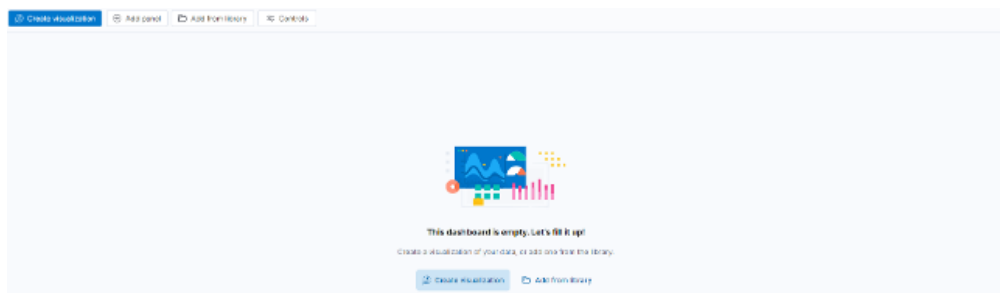 Create visualization
Add panel
Add from library
Controls
This dashboard is empty. Let's fill it up!
Create a visualization of your data, or add one from the library.
Create visualization
Add from library